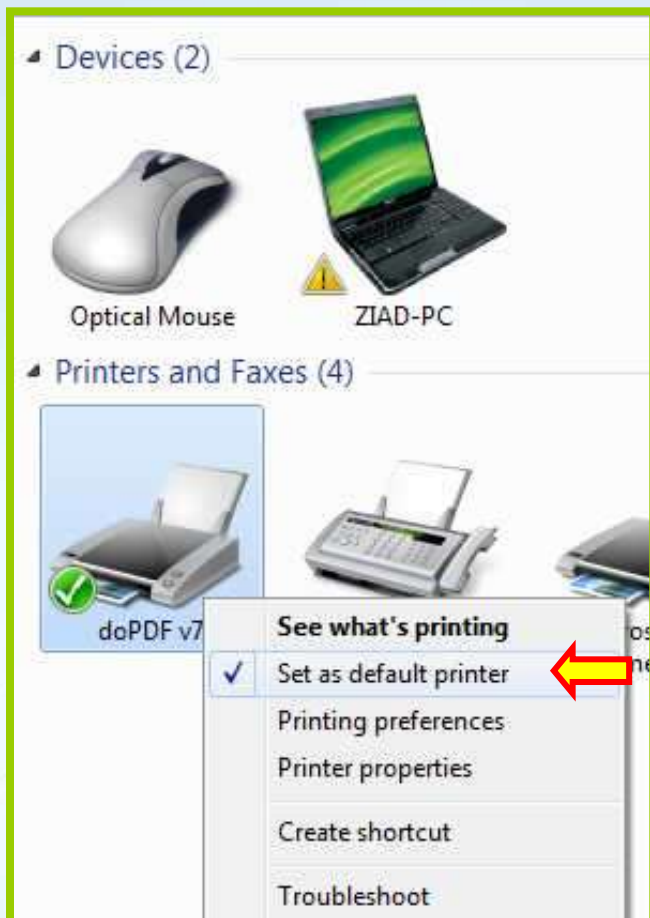 Devices (2)
Optical Mouse
ZIAD-PC
Printers and Faxes (4)
doPDF v7
See what's printing
Set as default printer
Printing preferences
Printer properties
Create shortcut
Troubleshoot